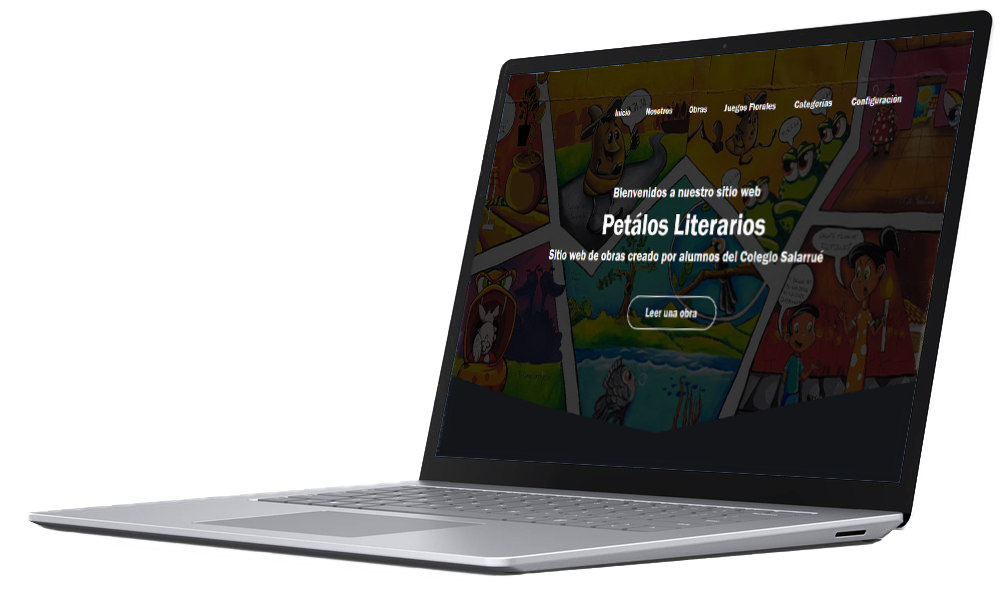 Inicio Nosotros Obras Juegos Florales Categorías Configuración
Bienvenidos a nuestro sitio web
Petálos Literarios
Sitio web de obras creado por alumnos del Colegio Salarrué
Leer una obra